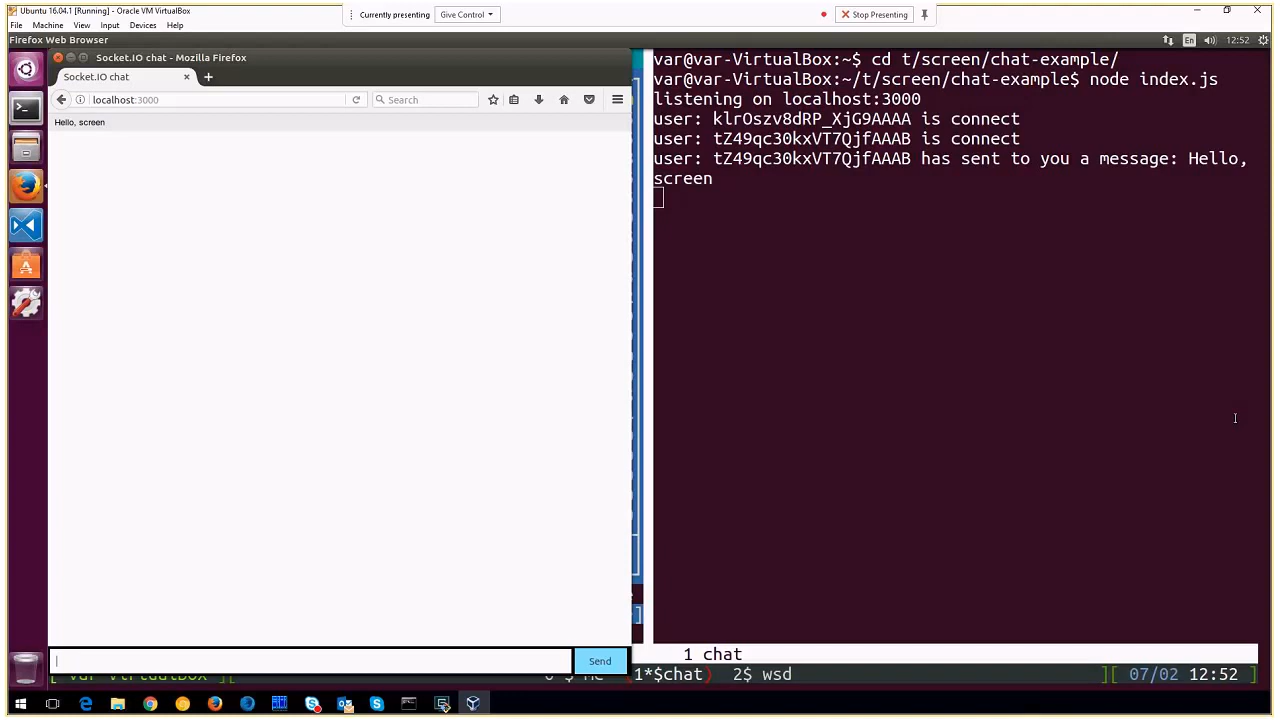 Ubuntu 16.04.1 [Running] - Oracle VM VirtualBox
File Machine View Input Devices Help
Currently presenting
Give Control
Stop Presenting
Firefox Web Browser
En
12:52
Socket.IO chat - Mozilla Firefox
Socket.IO chat
localhost:3000
Search
Hello, screen
Send
var@var-VirtualBox:~$ cd t/screen/chat-example/
var@var-VirtualBox:~/t/screen/chat-example$ node index.js
listening on localhost:3000
user: klrOszv8dRP_XjG9AAAA is connect
user: tZ49qc30kxVT7QjfAAAB is connect
user: tZ49qc30kxVT7QjfAAAB has sent to you a message: Hello,
screen
1 chat
1*$chat) 2$ wsd ][ 07/02 12:52 ]